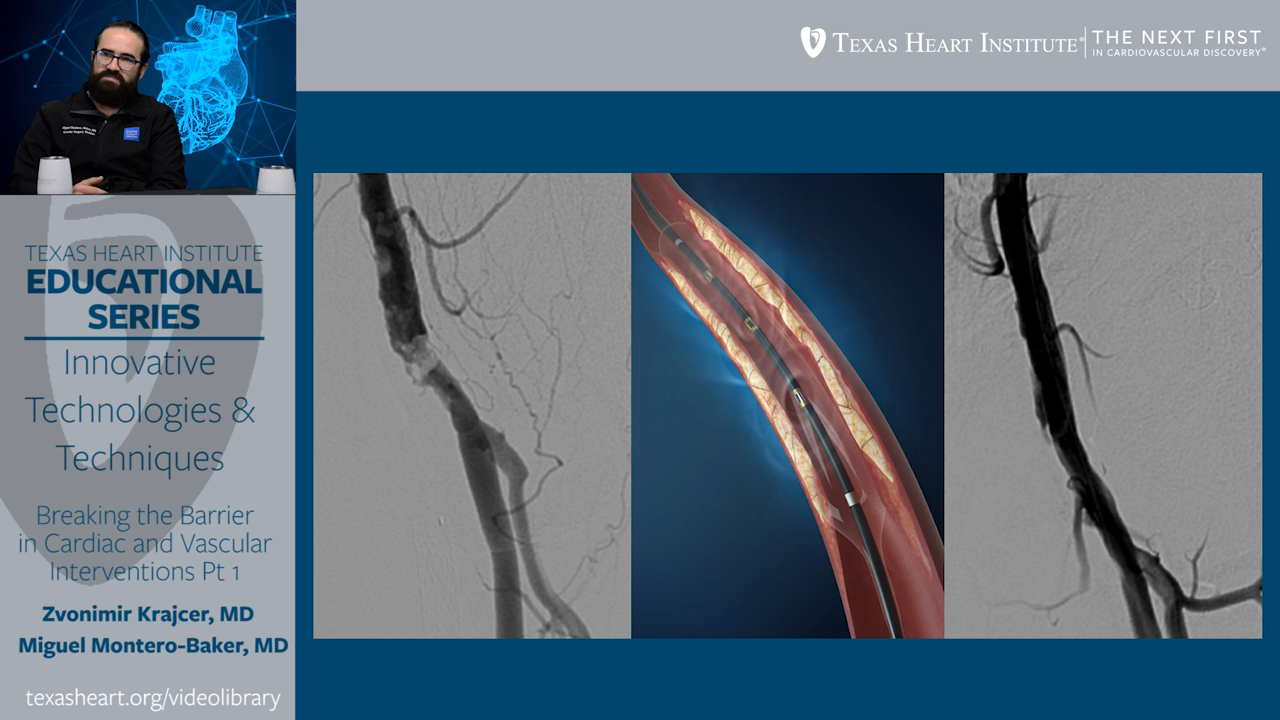 TEXAS HEART INSTITUTE® THE NEXT FIRST
IN CARDIOVASCULAR DISCOVERY®
TEXAS HEART INSTITUTE
EDUCATIONAL
SERIES
Innovative
Technologies &
Techniques
Breaking the Barrier
in Cardiac and Vascular
Interventions Pt 1
Zvonimir Krajcer, MD
Miguel Montero-Baker, MD
texasheart.org/videolibrary